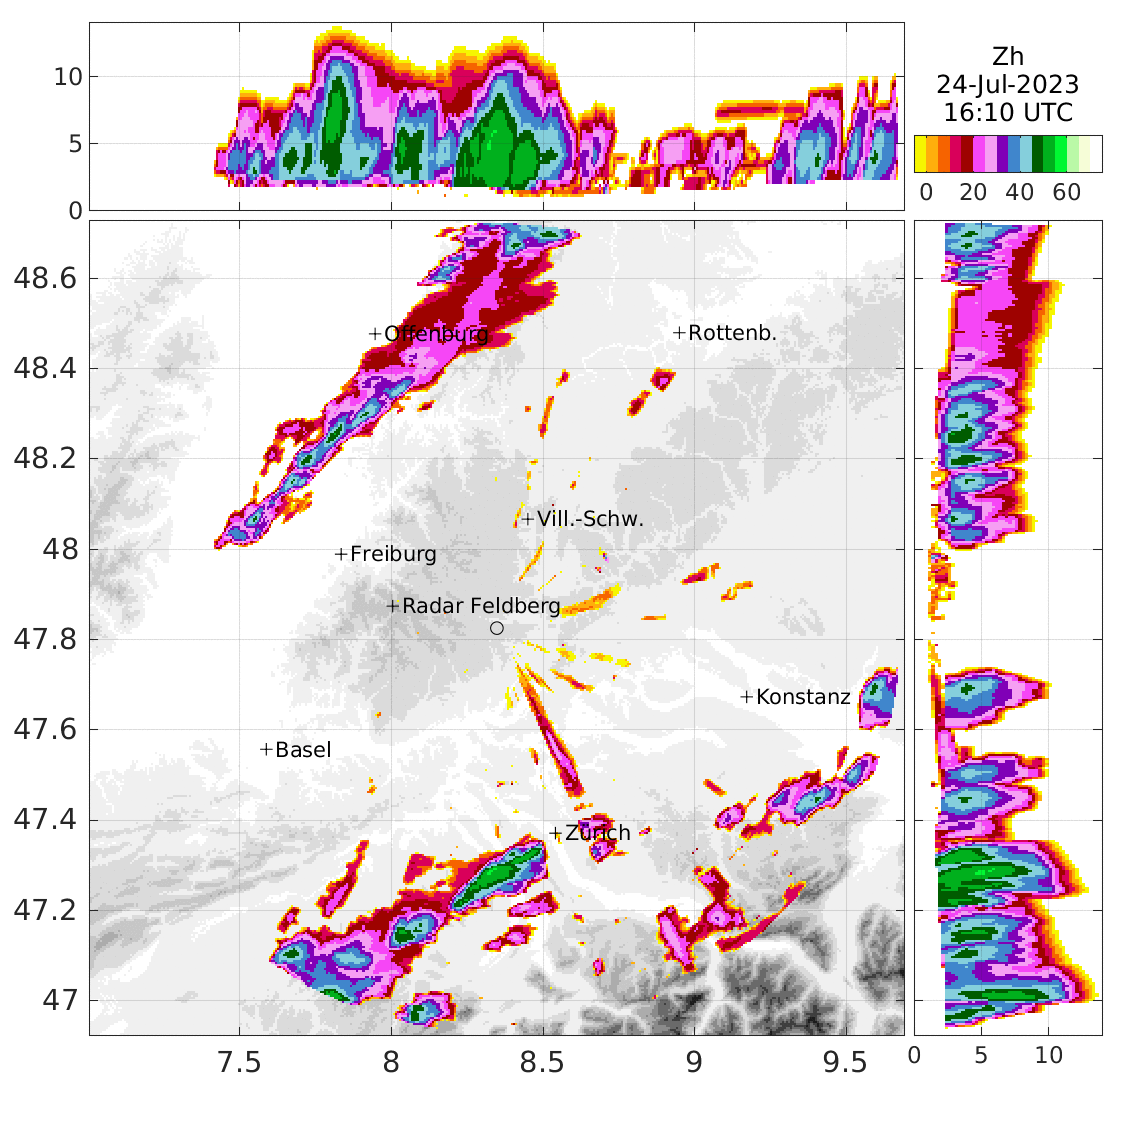 10
5
0
Zh
24-Jul-2023
16:10 UTC
0 20 40 60
48.6
48.4
48.2
48
47.8
47.6
47.4
47.2
47
+Offenburg
+Rottenb.
+Vill.-Schw.
+Freiburg
+Radar Feldberg
+Konstanz
+Basel
+Zurich
7.5 8 8.5 9 9.5
0 5 10